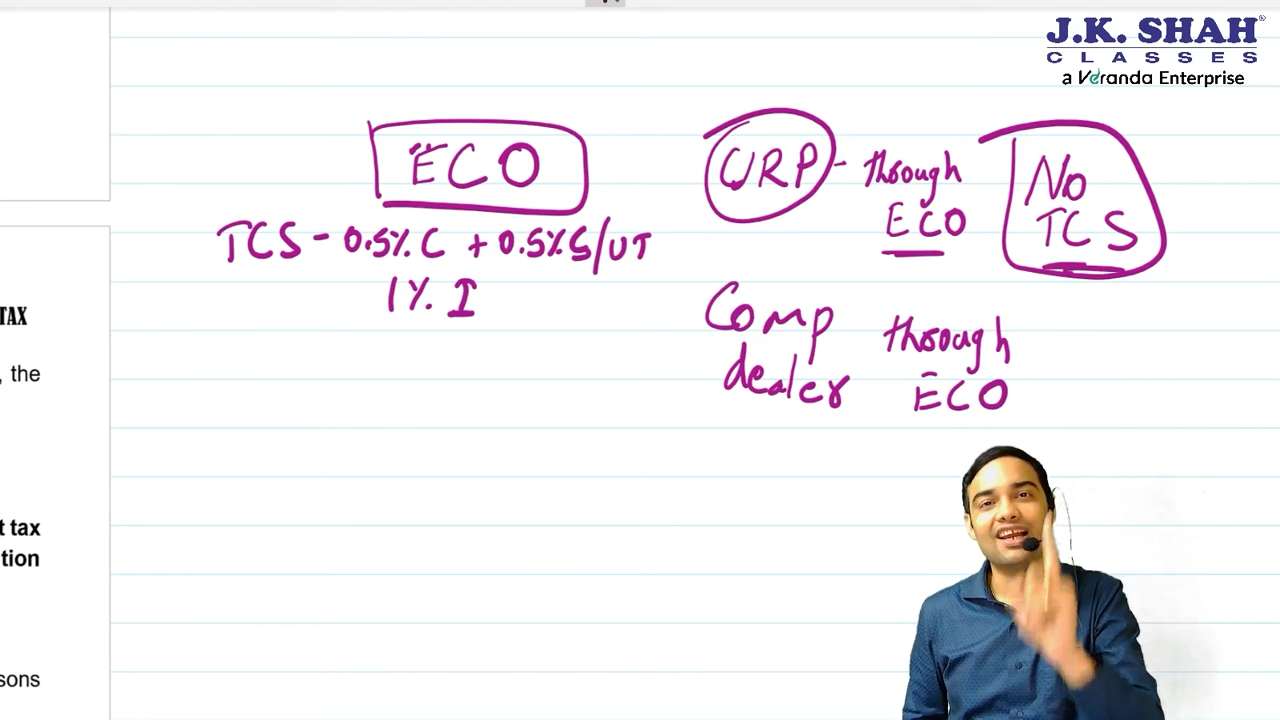 J.K. SHAH®
CLASSES
a Veranda Enterprise
ECO
TCS - 0.5% C + 0.5% S/UT
1% I
URP - through
ECO
No
TCS
Comp
dealer
through
ECO
TAX
, the
t tax
tion
sons